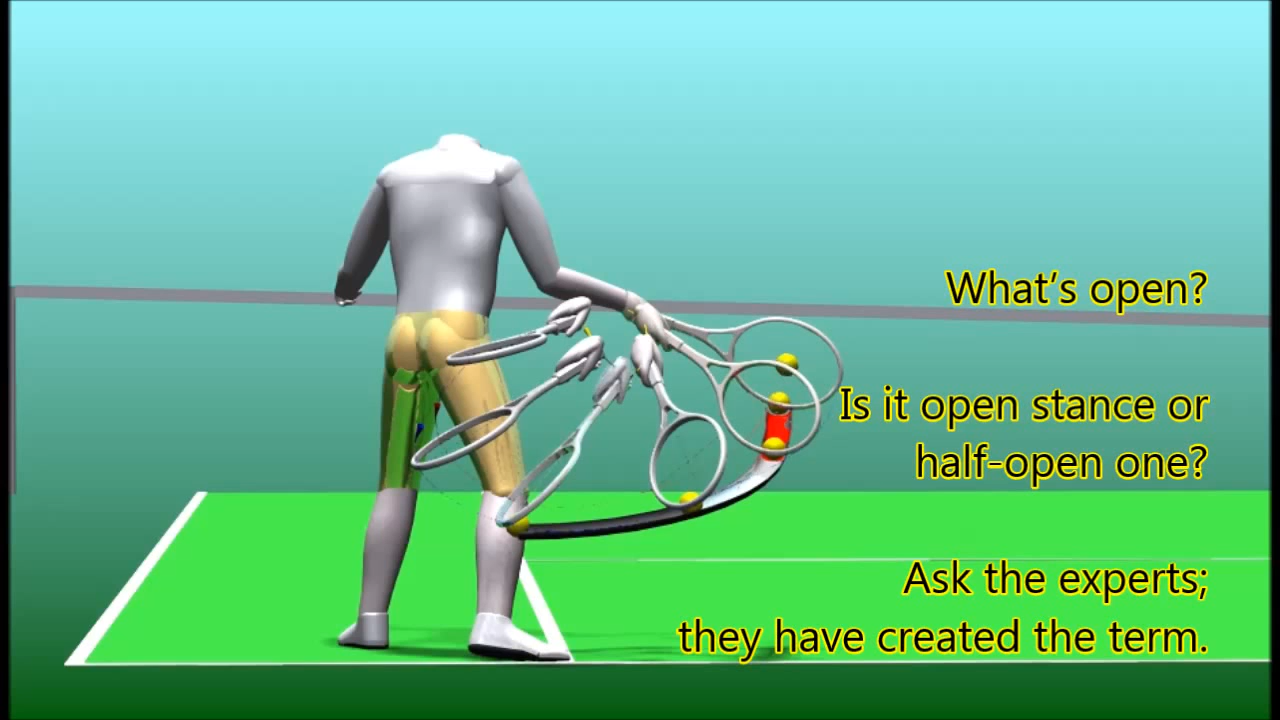 What’s open?
Is it open stance or
half-open one?
Ask the experts;
they have created the term.